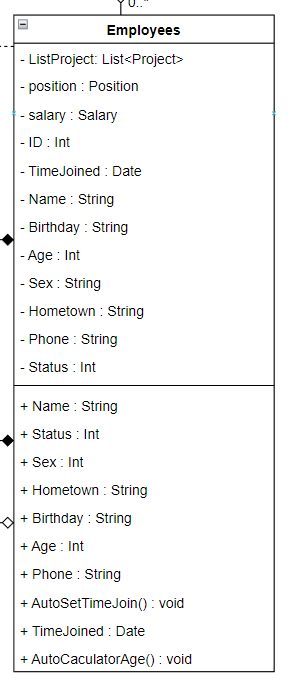 0.."
Employees
- ListProject: List<Project>
- position : Position
- salary : Salary
- ID : Int
- TimeJoined : Date
- Name : String
- Birthday : String
- Age : Int
- Sex : String
- Hometown : String
- Phone : String
- Status : Int
+ Name : String
+ Status : Int
+ Sex : Int
+ Hometown : String
+ Birthday : String
+ Age : Int
+ Phone : String
+ AutoSetTimeJoin() : void
+ TimeJoined : Date
+ AutoCaculatorAge() : void